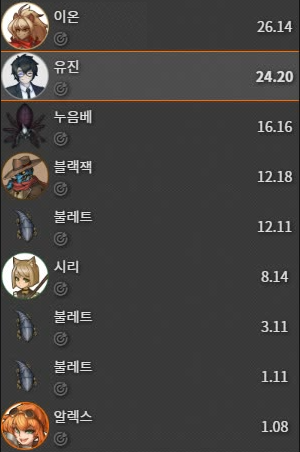 이온
26.14
유진
24.20
누음베
16.16
블랙잭
12.18
불레트
12.11
시리
8.14
불레트
3.11
불레트
1.11
알렉스
1.08